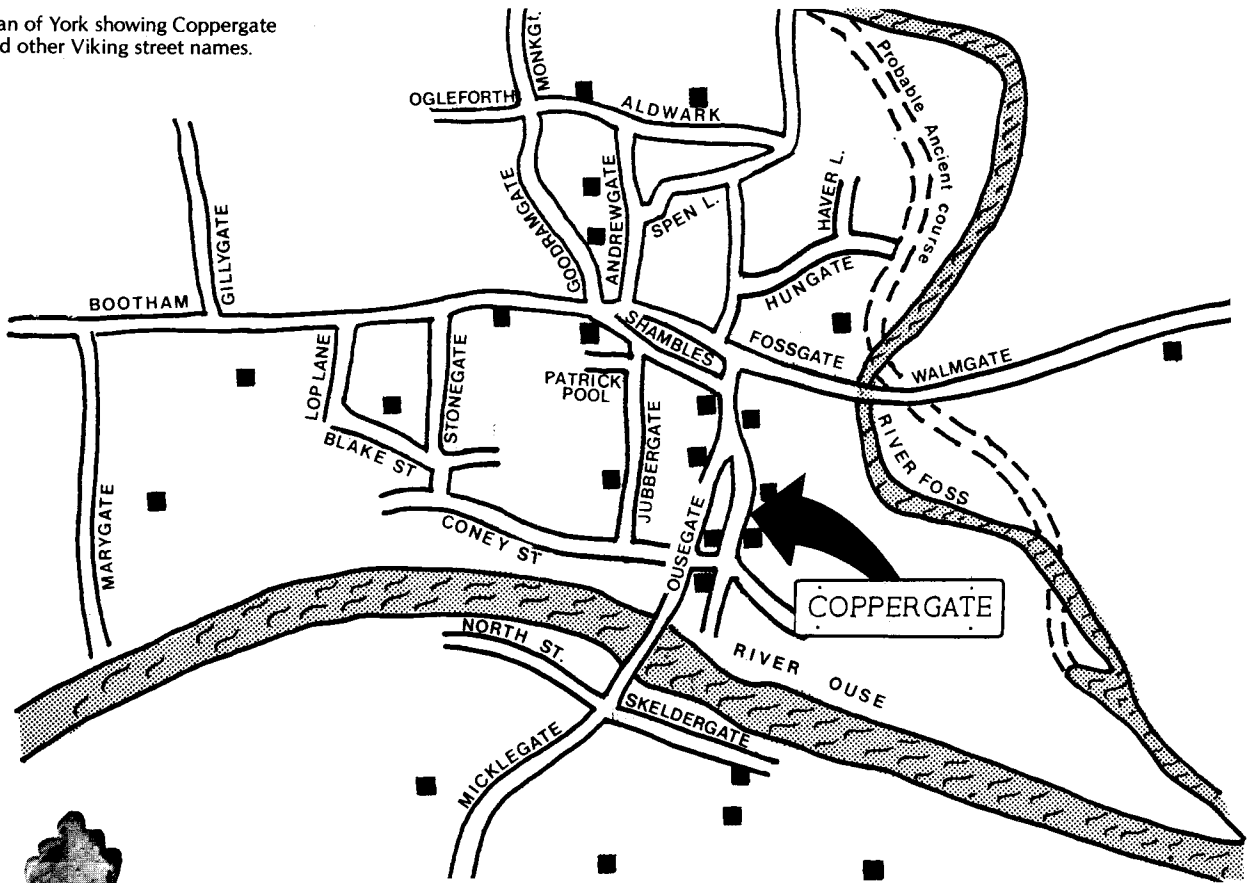 an of York showing Coppergate
d other Viking street names.
MONKGt.
OGLEFORTH
ALDWARK
Probable Ancient course
GILLYGATE
GOODRAMGATE
ANDREWGATE
SPEN L.
HAVER L.
HUNGATE
BOOTHAM
SHAMBLES
FOSSGATE
WALMGATE
LOP LANE
STONEGATE
PATRICK
POOL
BLAKE ST
JUBBERGATE
RIVER FOSS
MARYGATE
CONEY ST
OUSEGATE
COPPERGATE
NORTH ST.
RIVER OUSE
SKELDERGATE
MICKLEGATE